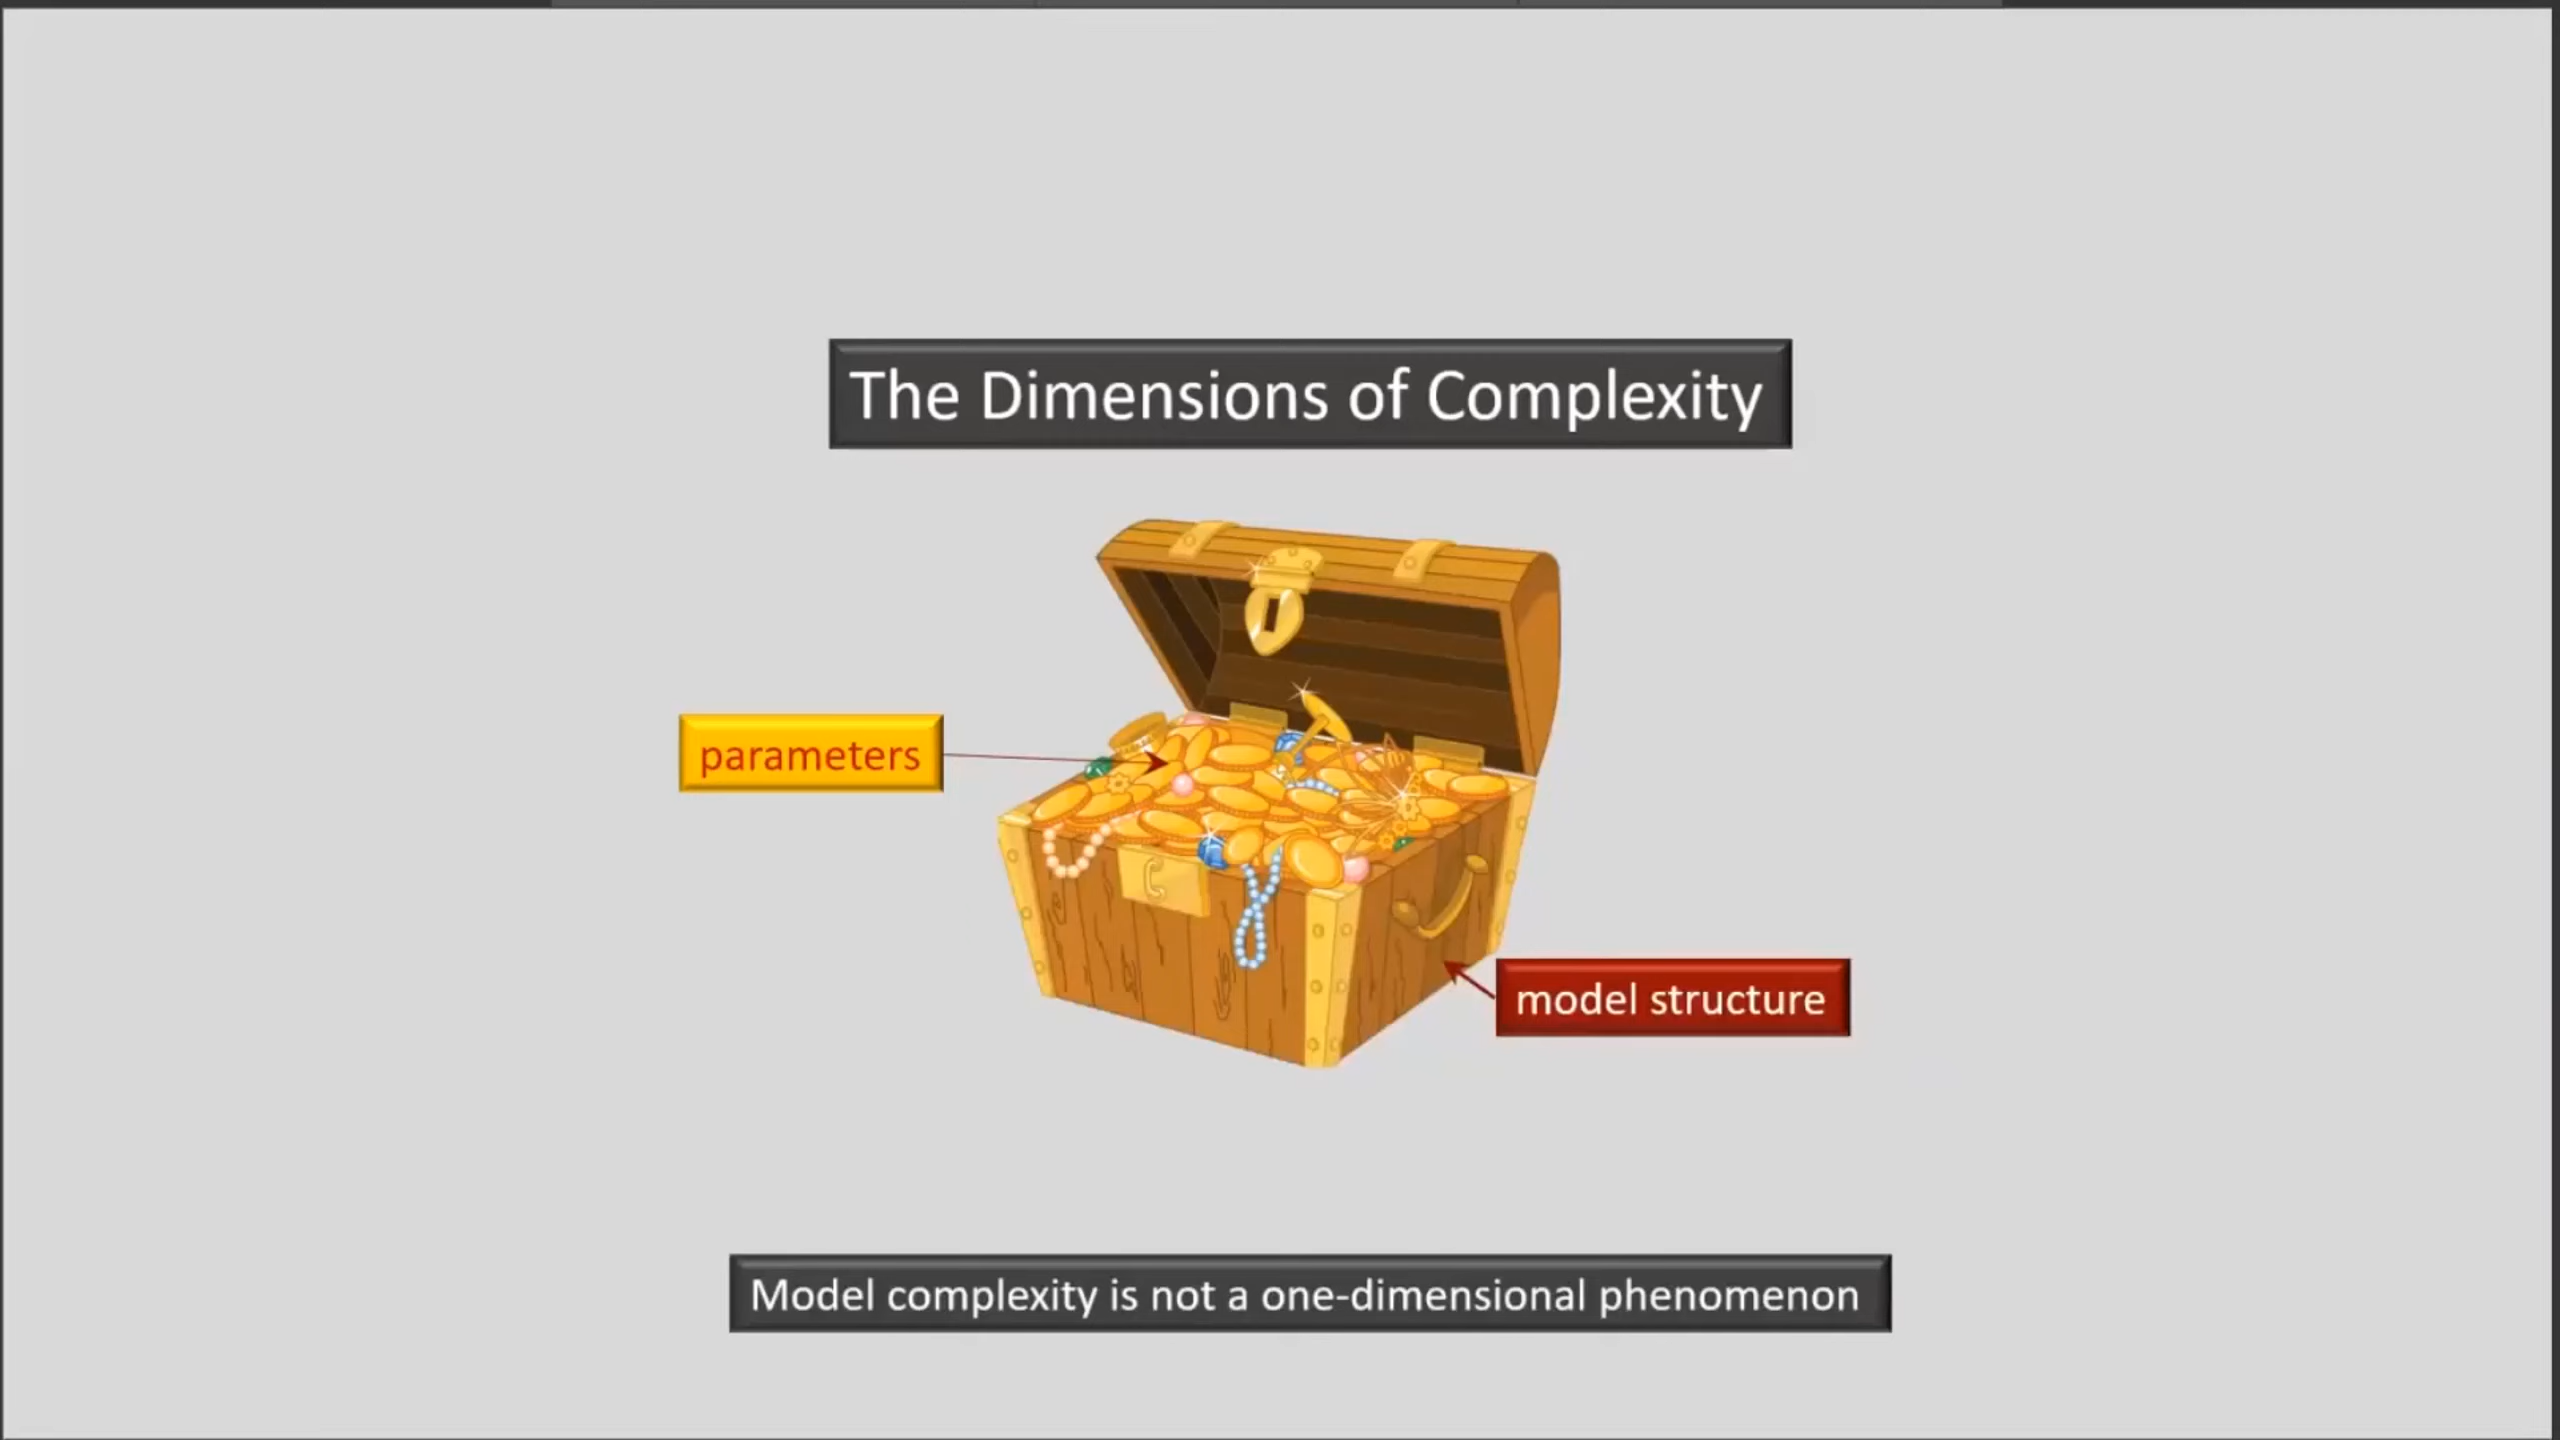 The Dimensions of Complexity
parameters
model structure
Model complexity is not a one-dimensional phenomenon